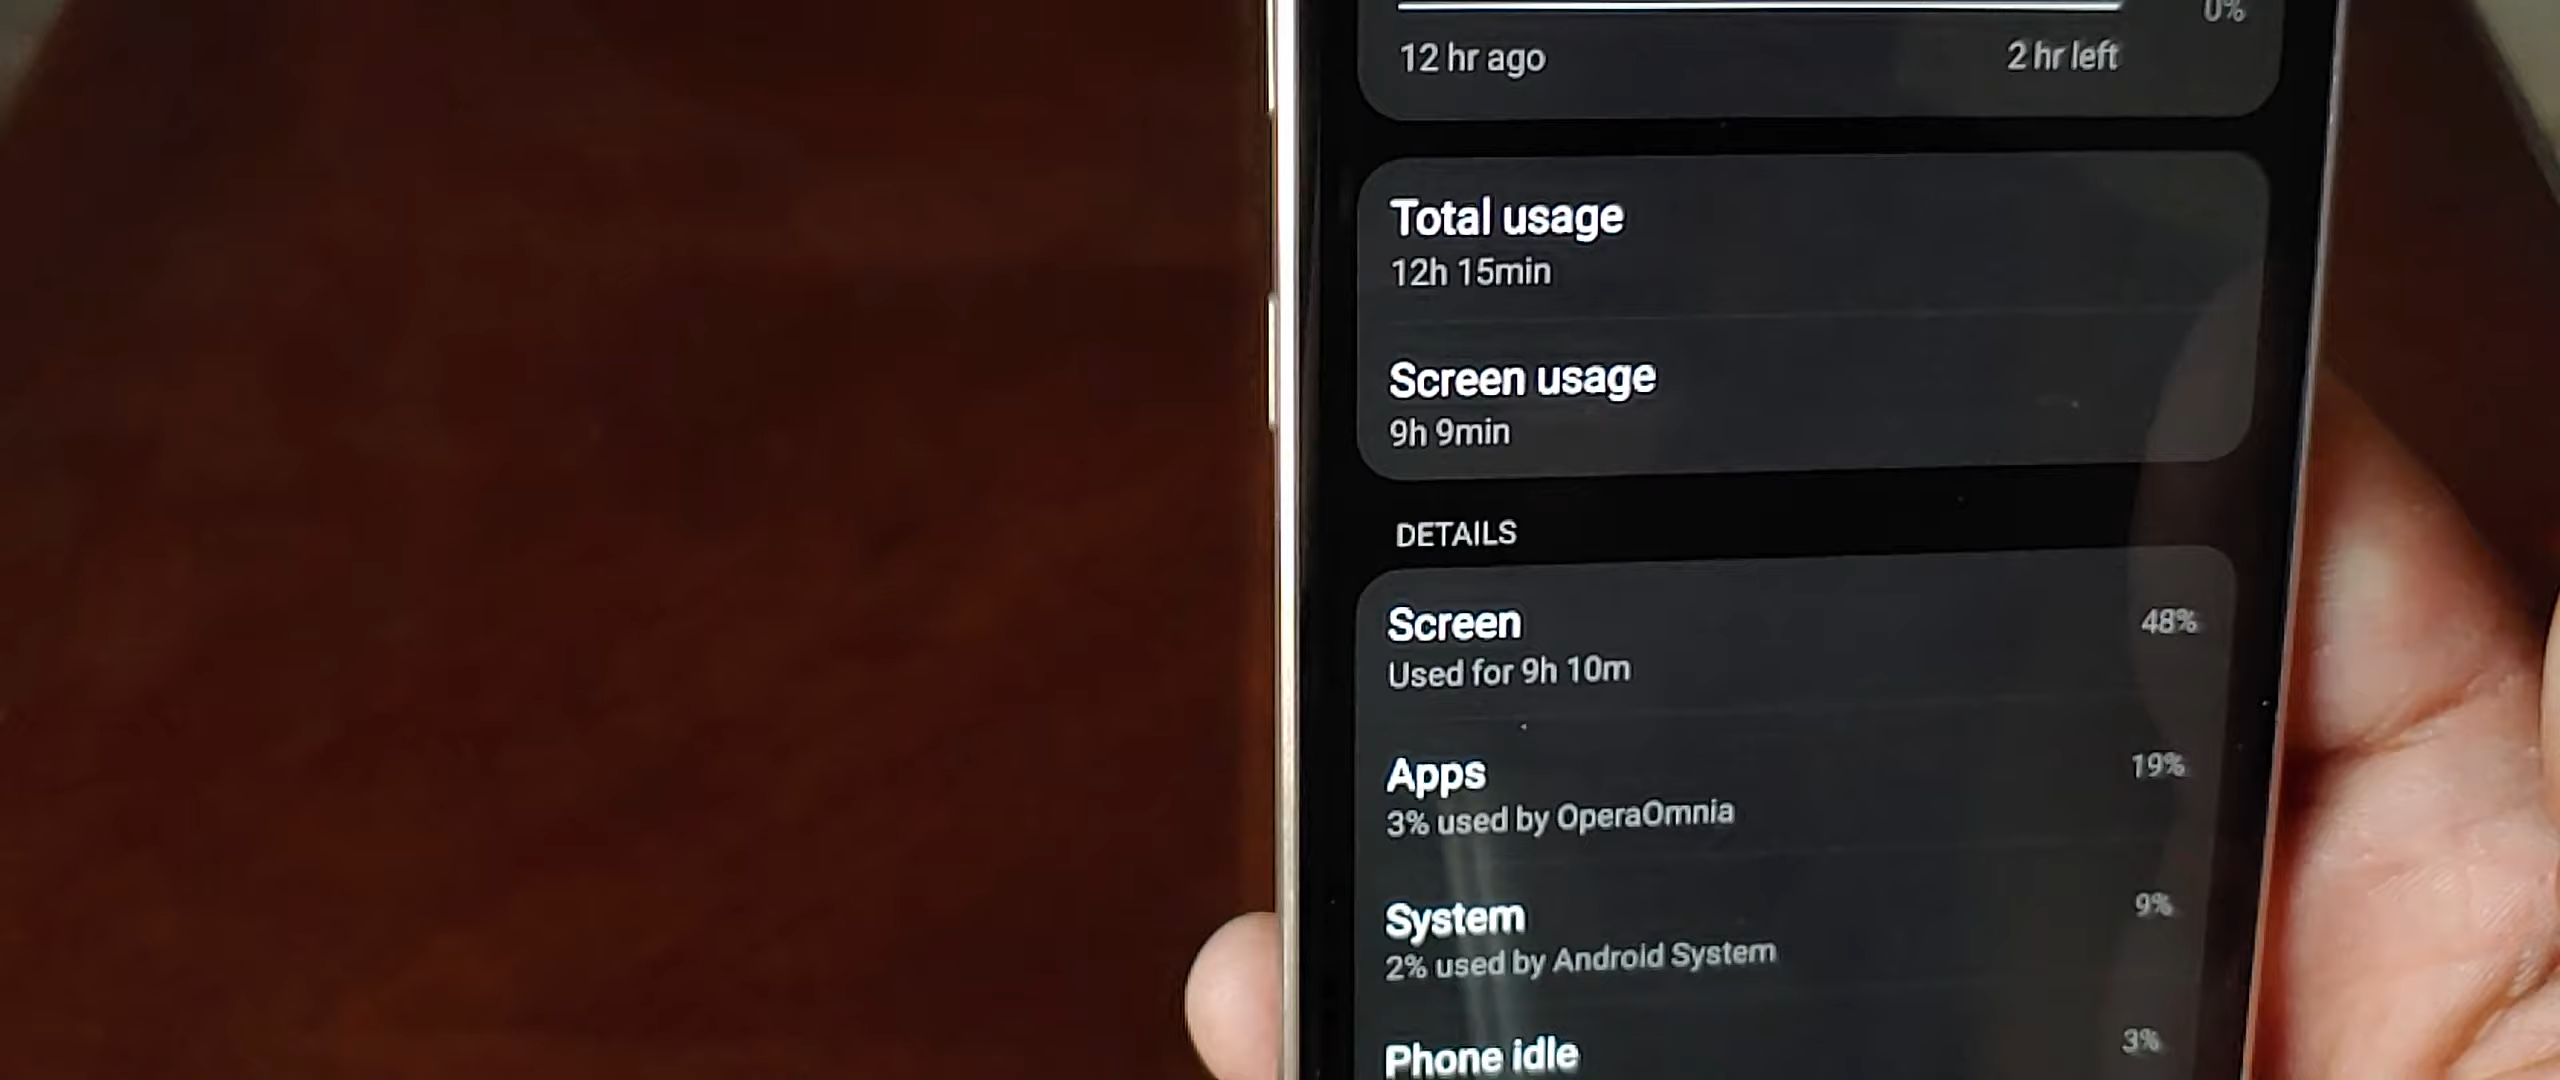 0%
12 hr ago 2 hr left
Total usage
12h 15min
Screen usage
9h 9min
DETAILS
Screen 48%
Used for 9h 10m
Apps 19%
3% used by OperaOmnia
System 9%
2% used by Android System
Phone idle 3%